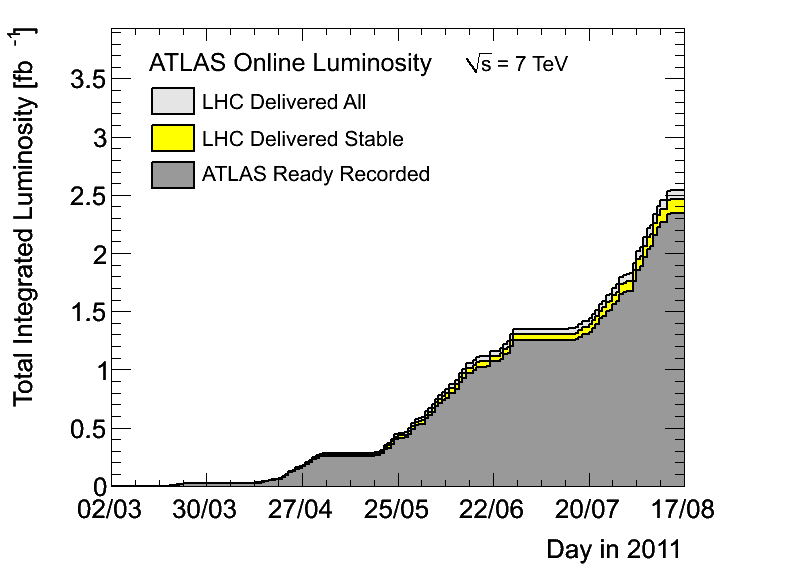 Total Integrated Luminosity [fb⁻¹]
ATLAS Online Luminosity √s = 7 TeV
LHC Delivered All
LHC Delivered Stable
ATLAS Ready Recorded
3.5
3
2.5
2
1.5
1
0.5
0
02/03 30/03 27/04 25/05 22/06 20/07 17/08
Day in 2011